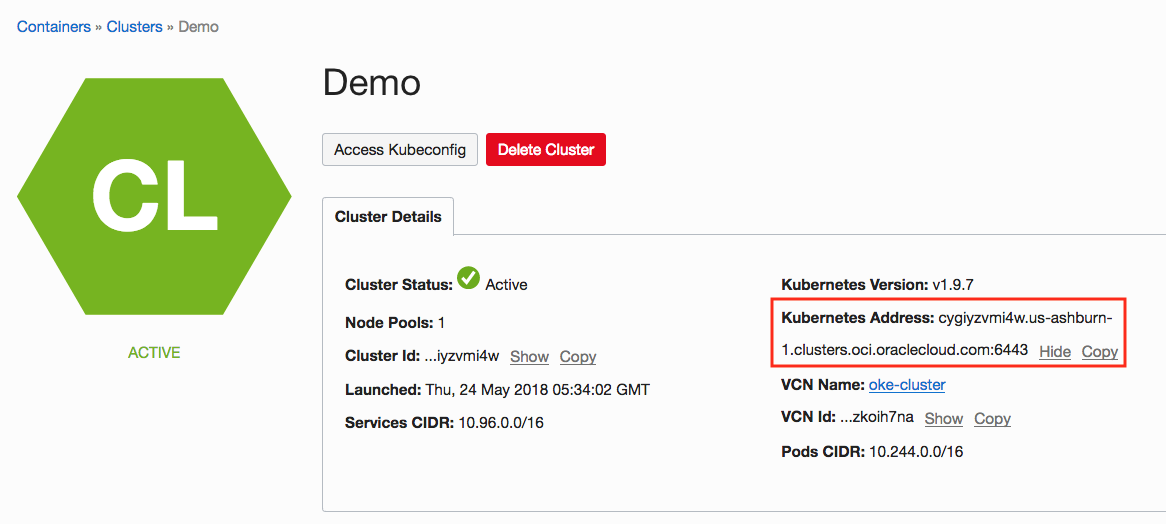 Containers » Clusters » Demo
CL
ACTIVE
Demo
Access Kubeconfig Delete Cluster
Cluster Details
Cluster Status: Active
Node Pools: 1
Cluster Id: ...iyzvmi4w Show Copy
Launched: Thu, 24 May 2018 05:34:02 GMT
Services CIDR: 10.96.0.0/16
Kubernetes Version: v1.9.7
Kubernetes Address: cygiyzvmi4w.us-ashburn-
1.clusters.oci.oraclecloud.com:6443 Hide Copy
VCN Name: oke-cluster
VCN Id: ...zkoih7na Show Copy
Pods CIDR: 10.244.0.0/16